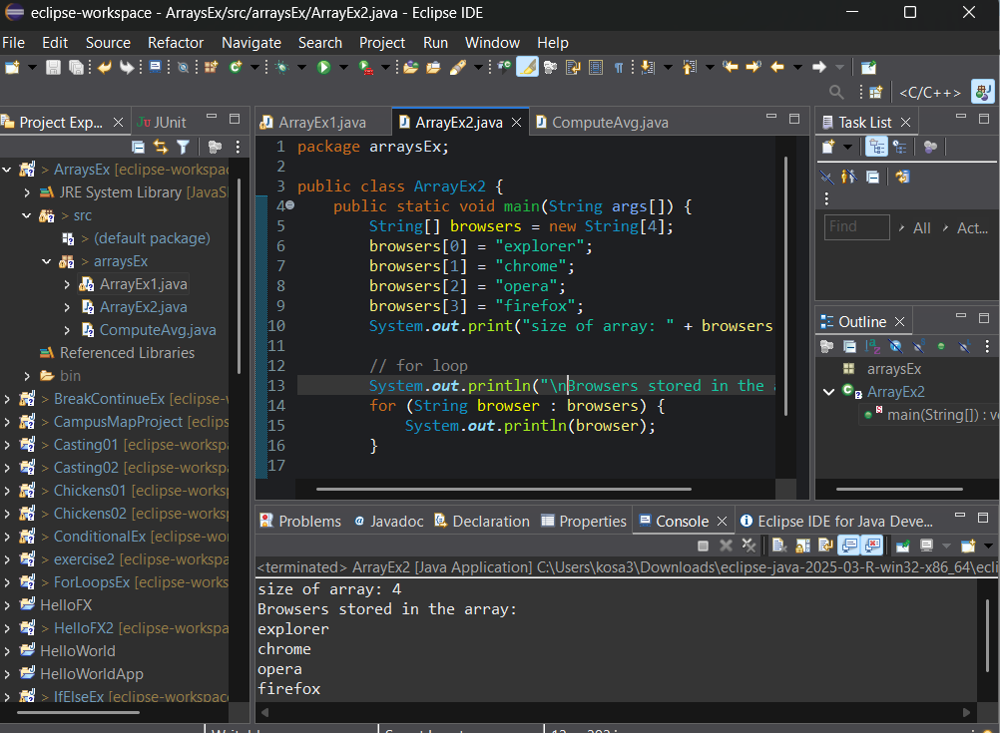 eclipse-workspace - ArraysEx/src/arraysEx/ArrayEx2.java - Eclipse IDE
File Edit Source Refactor Navigate Search Project Run Window Help
<C/C++>
Project Exp... JUnit
> ArraysEx [eclipse-workspa
JRE System Library [JavaS
> src
> (default package)
> arraysEx
ArrayEx1.java
ArrayEx2.java
ComputeAvg.java
Referenced Libraries
> bin
> BreakContinueEx [eclipse-
> CampusMapProject [eclips
> Casting01 [eclipse-worksp
> Casting02 [eclipse-worksp
> Chickens01 [eclipse-worksp
> Chickens02 [eclipse-worksp
> ConditionalEx [eclipse-work
> exercise2 [eclipse-workspa
> ForLoopsEx [eclipse-works
HelloFX
> HelloFX2 [eclipse-workspa
HelloWorld
HelloWorldApp
> IfElseEx [eclipse-workspace
ArrayEx1.java ArrayEx2.java ComputeAvg.java
1 package arraysEx;
2
3 public class ArrayEx2 {
4 public static void main(String args[]) {
5 String[] browsers = new String[4];
6 browsers[0] = "explorer";
7 browsers[1] = "chrome";
8 browsers[2] = "opera";
9 browsers[3] = "firefox";
10 System.out.print("size of array: " + browsers
11
12 // for loop
13 System.out.println("\nBrowsers stored in the
14 for (String browser : browsers) {
15 System.out.println(browser);
16 }
17
Task List
Find All Act...
Outline
arraysEx
ArrayEx2
main(String[]) : v
Problems Javadoc Declaration Properties Console Eclipse IDE for Java Deve...
<terminated> ArrayEx2 [Java Application] C:\Users\kosa3\Downloads\eclipse-java-2025-03-R-win32-x86_64\ecli
size of array: 4
Browsers stored in the array:
explorer
chrome
opera
firefox